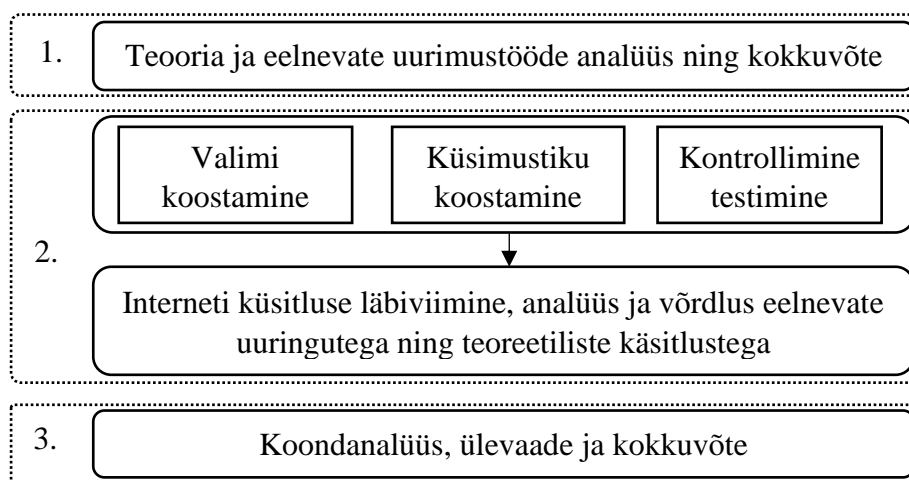 1.
Teooria ja eelnevate uurimustööde analüüs ning kokkuvõte
2.
Valimi
koostamine
Küsimustiku
koostamine
Kontrollimine
testimine
Interneti küsitluse läbiviimine, analüüs ja võrdlus eelnevate
uuringutega ning teoreetiliste käsitlustega
3.
Koondanalüüs, ülevaade ja kokkuvõte